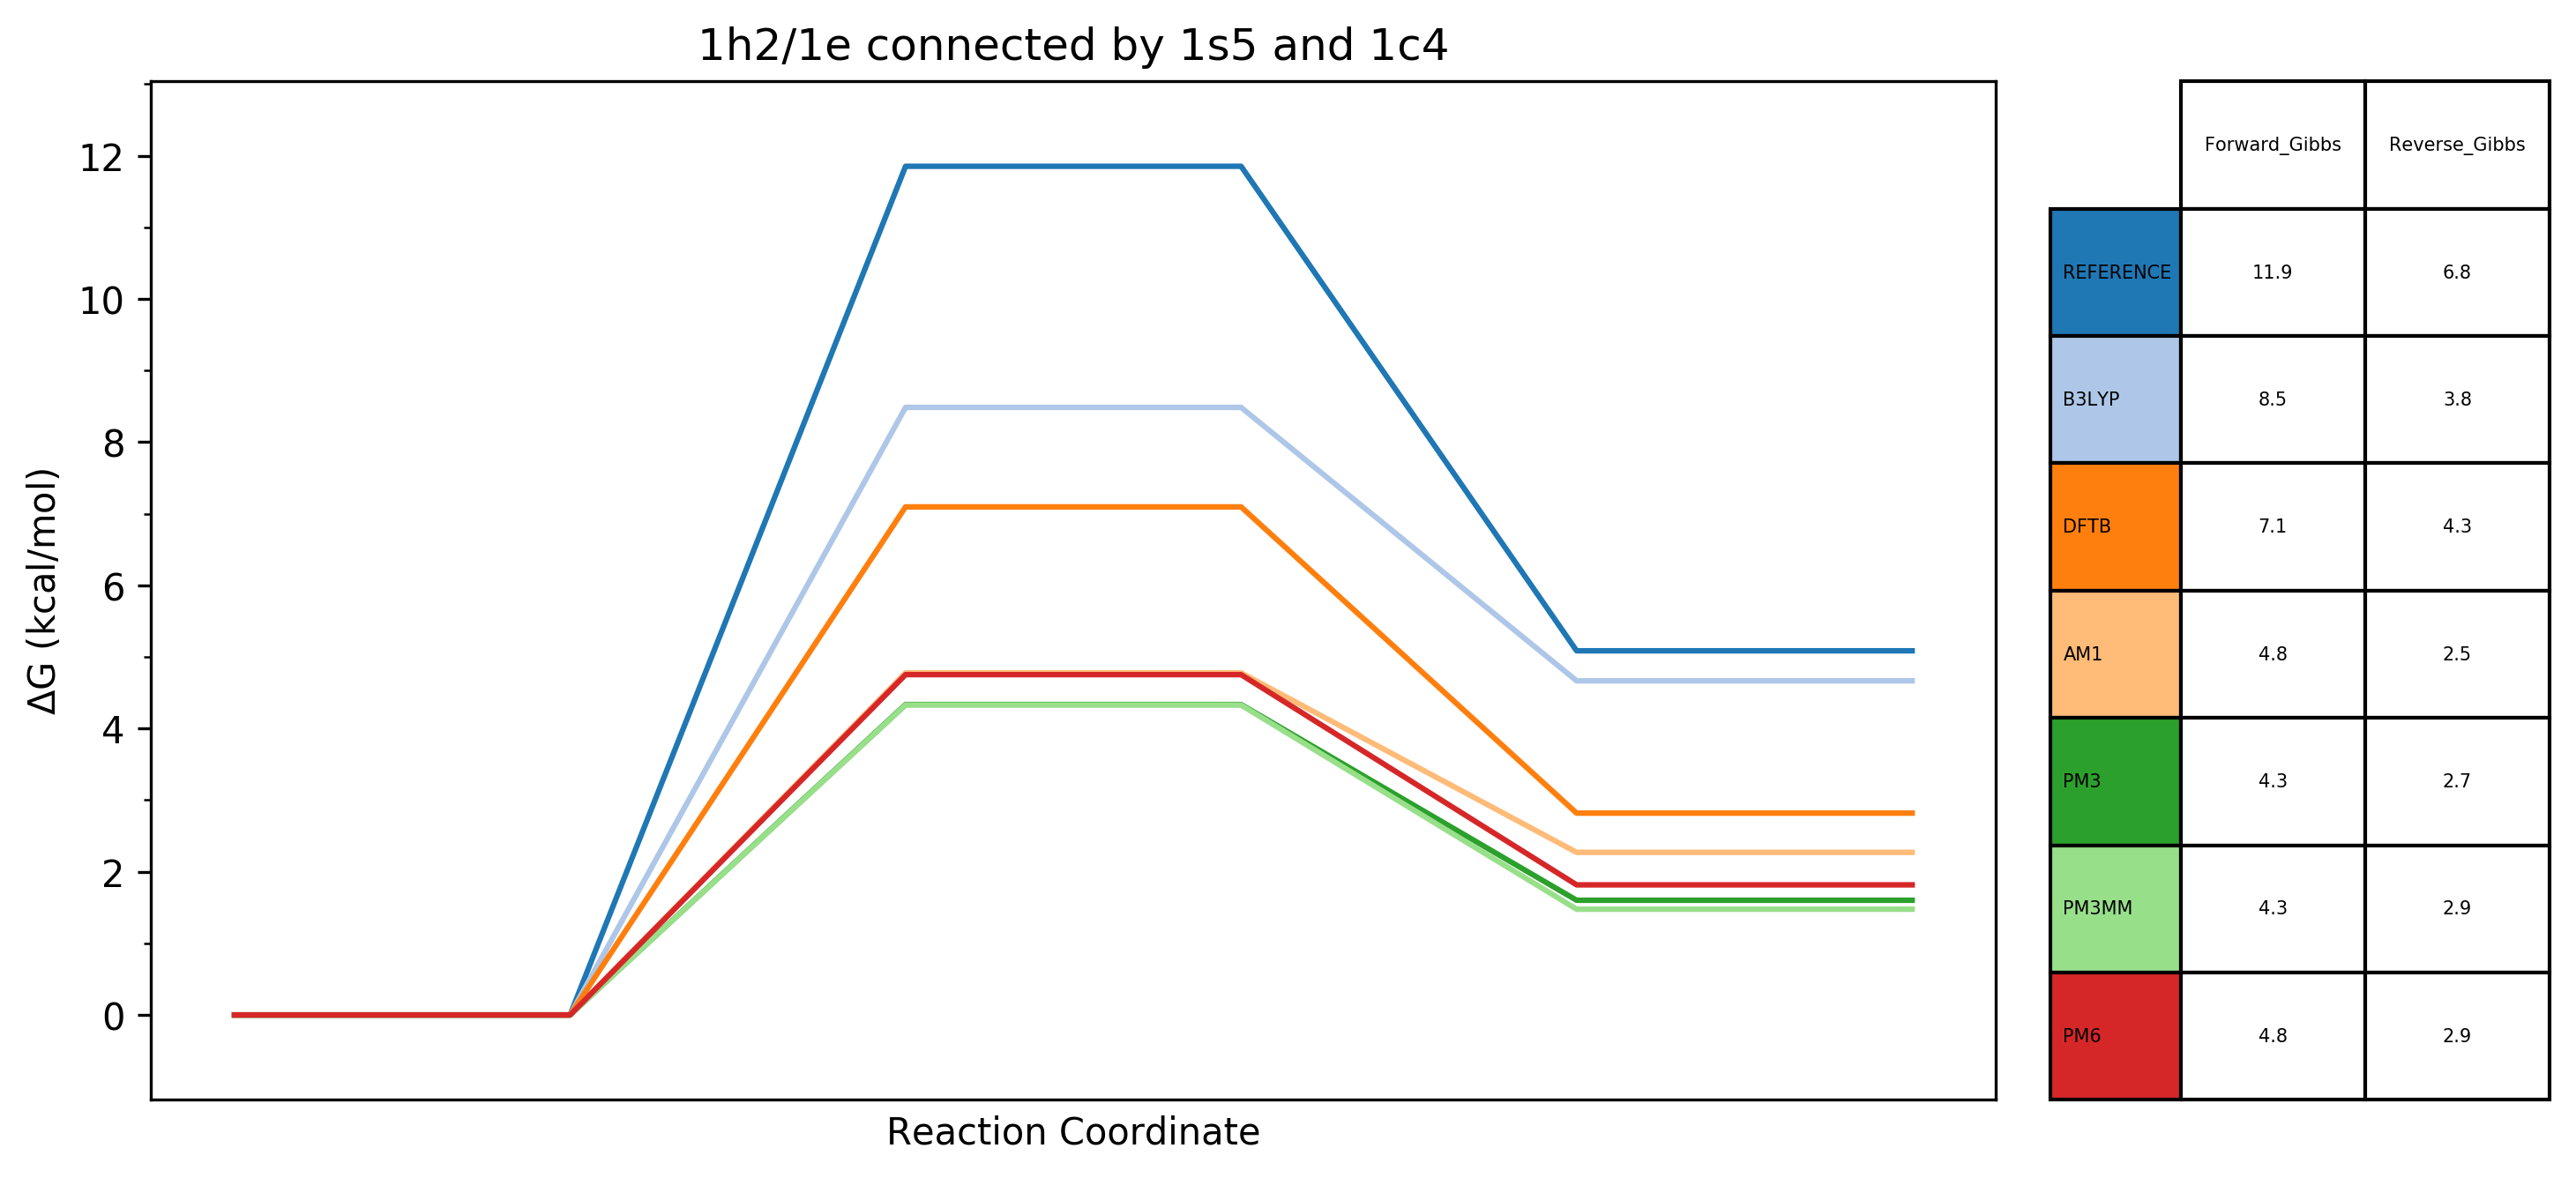 1h2/1e connected by 1s5 and 1c4
ΔG (kcal/mol)
12
10
8
6
4
2
0
Reaction Coordinate
Forward_Gibbs Reverse_Gibbs
REFERENCE 11.9 6.8
B3LYP 8.5 3.8
DFTB 7.1 4.3
AM1 4.8 2.5
PM3 4.3 2.7
PM3MM 4.3 2.9
PM6 4.8 2.9